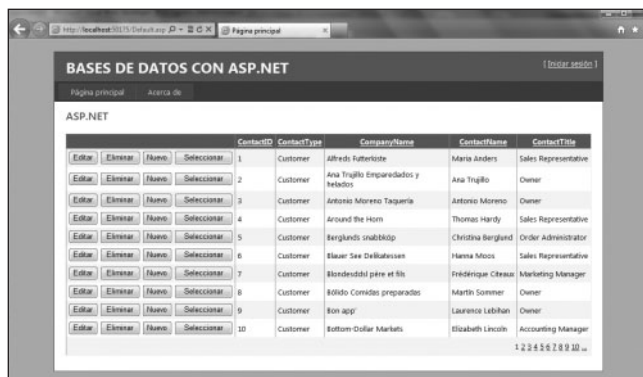 http://localhost:50175/Default.asp
Página principal
BASES DE DATOS CON ASP.NET
[ Iniciar sesión ]
Página principal Acerca de
ASP.NET
ContactID ContactType CompanyName ContactName ContactTitle
Editar Eliminar Nuevo Seleccionar 1 Customer Alfreds Futterkiste Maria Anders Sales Representative
Editar Eliminar Nuevo Seleccionar 2 Customer Ana Trujillo Emparedados y helados Ana Trujillo Owner
Editar Eliminar Nuevo Seleccionar 3 Customer Antonio Moreno Taquería Antonio Moreno Owner
Editar Eliminar Nuevo Seleccionar 4 Customer Around the Horn Thomas Hardy Sales Representative
Editar Eliminar Nuevo Seleccionar 5 Customer Berglunds snabbköp Christina Berglund Order Administrator
Editar Eliminar Nuevo Seleccionar 6 Customer Blauer See Delikatessen Hanna Moos Sales Representative
Editar Eliminar Nuevo Seleccionar 7 Customer Blondesddsl père et fils Frédérique Citeaux Marketing Manager
Editar Eliminar Nuevo Seleccionar 8 Customer Bólido Comidas preparadas Martín Sommer Owner
Editar Eliminar Nuevo Seleccionar 9 Customer Bon app' Laurence Lebihan Owner
Editar Eliminar Nuevo Seleccionar 10 Customer Bottom-Dollar Markets Elizabeth Lincoln Accounting Manager
1 2 3 4 5 6 7 8 9 10 ...